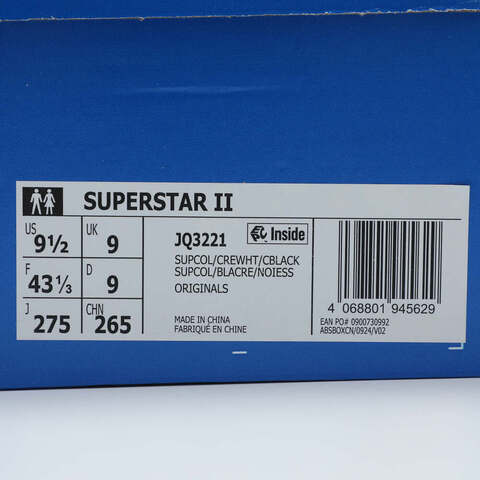 SUPERSTAR II
US
9½
UK
9
F
43⅓
D
9
J
275
CHN
265
JQ3221
Inside
SUPCOL/CREWHT/CBLACK
SUPCOL/BLACRE/NOIESS
ORIGINALS
MADE IN CHINA
FABRIQUÉ EN CHINE
4 068801 945629
EAN PO# 0900730992
ABSBOXCN/0924/V02